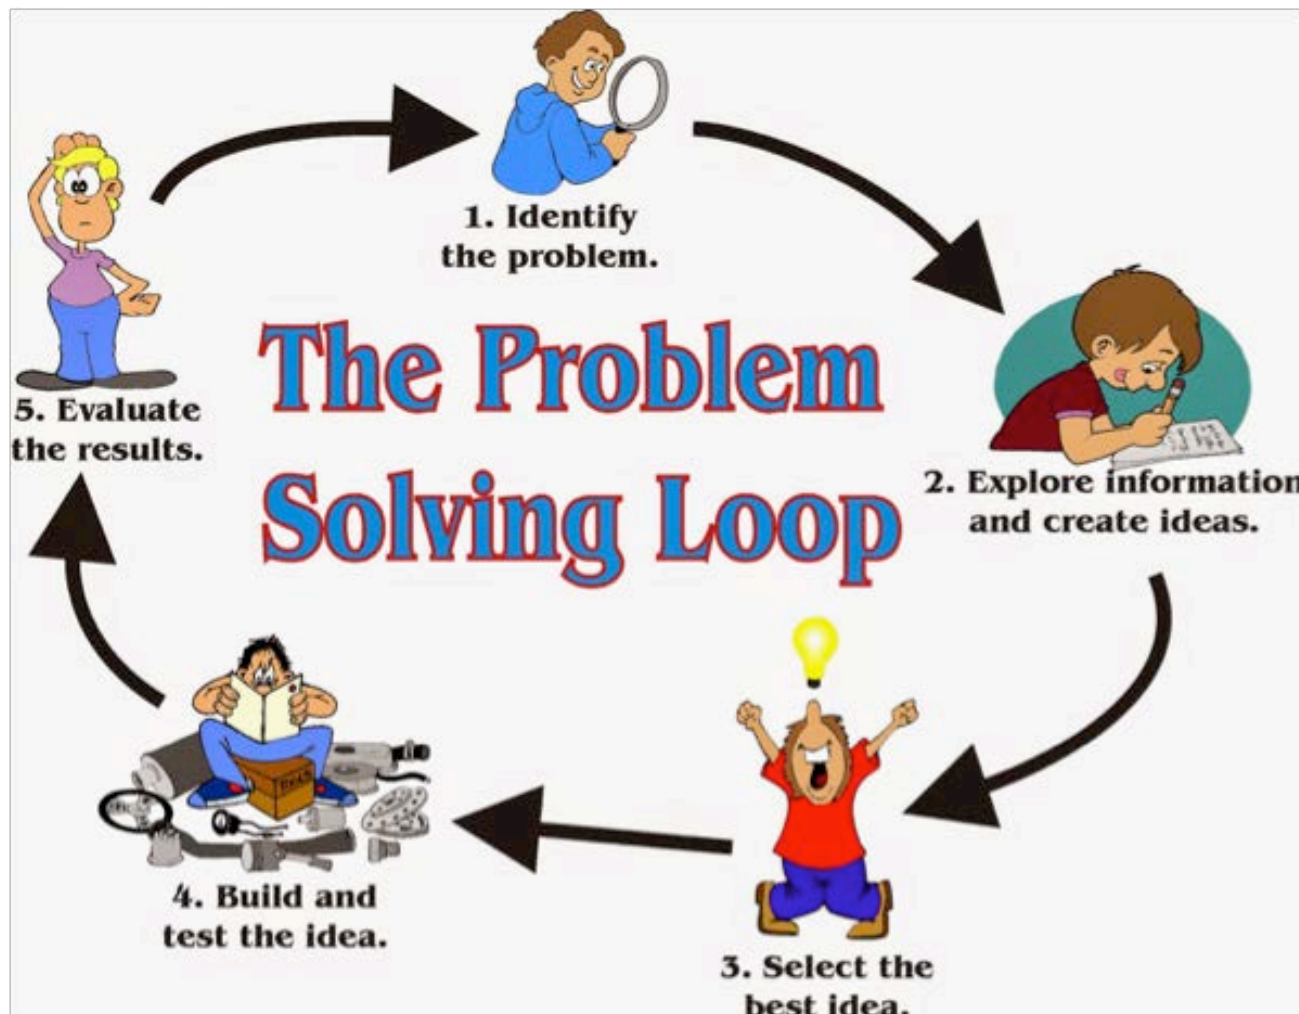 1. Identify
the problem.
The Problem
Solving Loop
2. Explore information
and create ideas.
3. Select the
best idea.
4. Build and
test the idea.
5. Evaluate
the results.